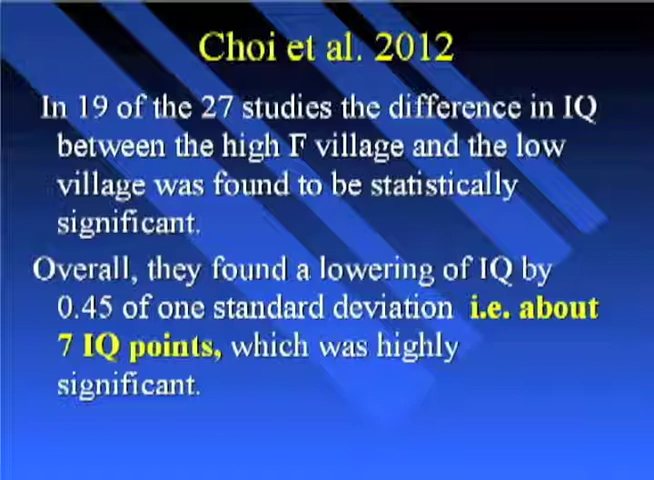 Choi et al. 2012
In 19 of the 27 studies the difference in IQ
between the high F village and the low
village was found to be statistically
significant.
Overall, they found a lowering of IQ by
0.45 of one standard deviation i.e. about
7 IQ points, which was highly
significant.